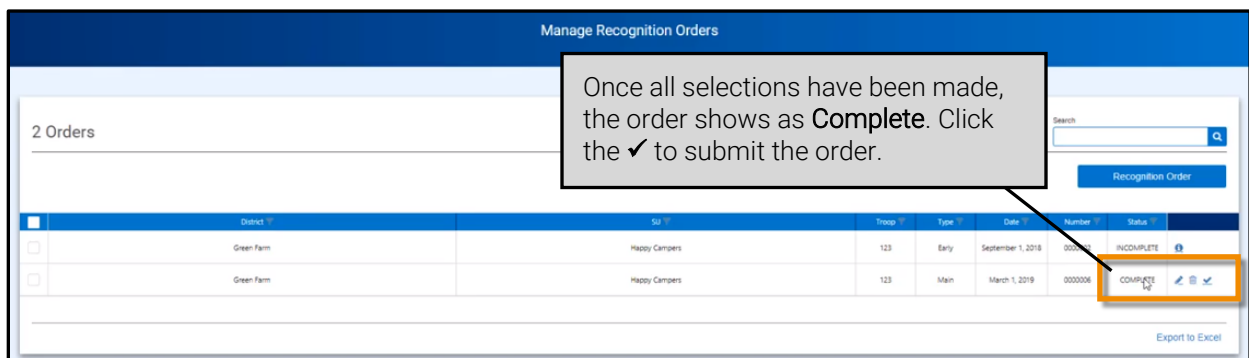 Manage Recognition Orders
Once all selections have been made,
the order shows as Complete. Click
the ✓ to submit the order.
2 Orders
Search
Recognition Order
District SU Troop Type Date Number Status
Green Farm Happy Campers 123 Early September 1, 2018 INCOMPLETE
Green Farm Happy Campers 123 Main March 1, 2019 0000006 COMPLETE
Export to Excel